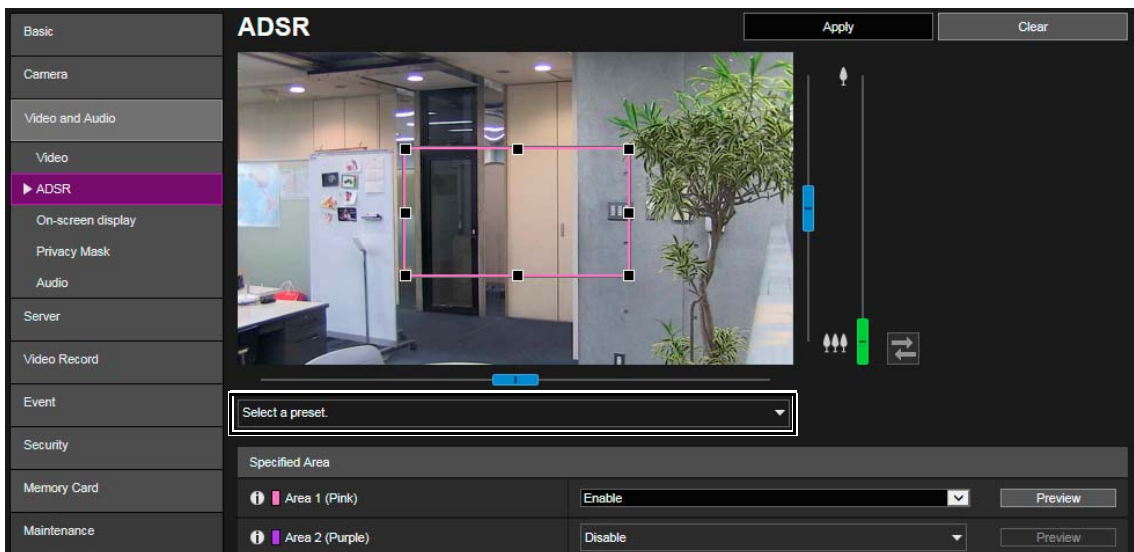 Basic
Camera
Video and Audio
Video
ADSR
On-screen display
Privacy Mask
Audio
Server
Video Record
Event
Security
Memory Card
Maintenance
ADSR
Apply
Clear
Select a preset.
Specified Area
Area 1 (Pink)
Enable
Preview
Area 2 (Purple)
Disable
Preview